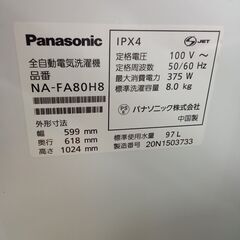 Panasonic
全自動電気洗濯機
品番
NA-FA80H8
外形寸法
幅 599 mm
奥行 618 mm
高さ 1024 mm
IPX4
JET
定格電圧 100 V~
定格周波数 50/60 Hz
最大消費電力 375 W
標準洗濯容量 8.0 kg
パナソニック株式会社
中国製
標準使用水量 97L
製造番号 20N1503733